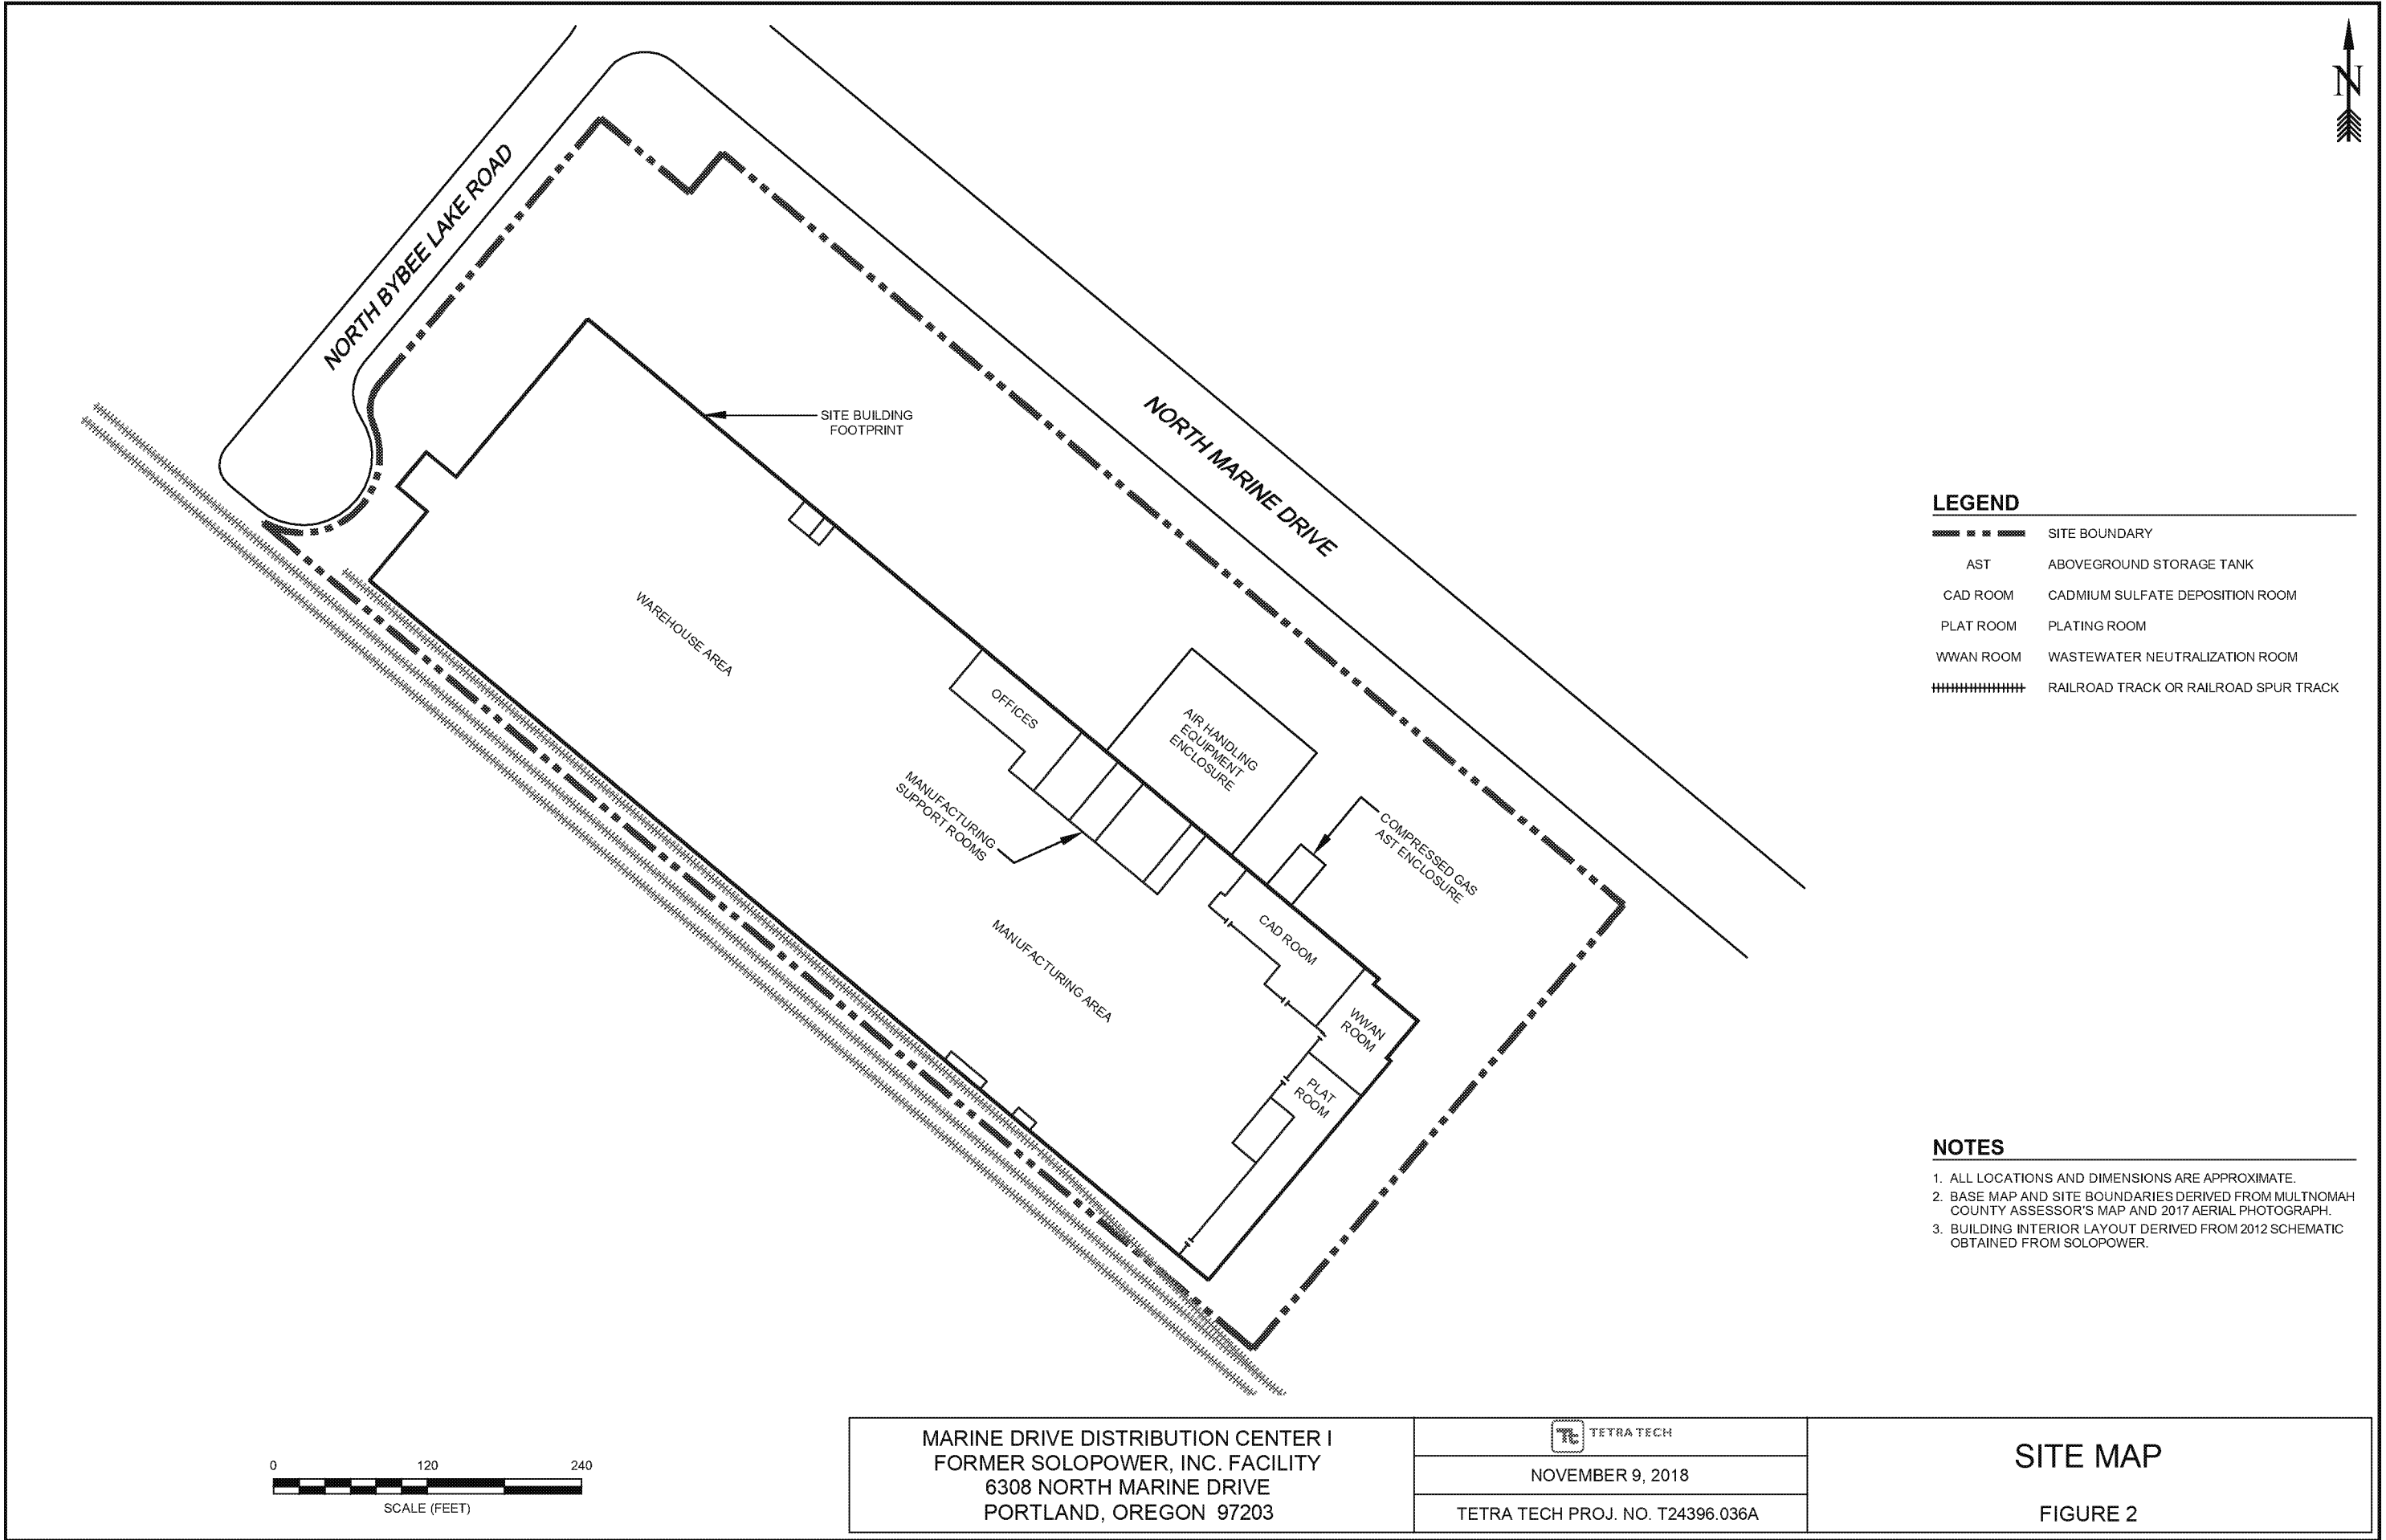 N
NORTH BYBEE LAKE ROAD
NORTH MARINE DRIVE
SITE BUILDING
FOOTPRINT
WAREHOUSE AREA
OFFICES
AIR HANDLING
EQUIPMENT
ENCLOSURE
MANUFACTURING
SUPPORT ROOMS
COMPRESSED GAS
AST ENCLOSURE
CAD ROOM
MANUFACTURING AREA
WWAN
ROOM
PLAT
ROOM
LEGEND
SITE BOUNDARY
AST ABOVEGROUND STORAGE TANK
CAD ROOM CADMIUM SULFATE DEPOSITION ROOM
PLAT ROOM PLATING ROOM
WWAN ROOM WASTEWATER NEUTRALIZATION ROOM
RAILROAD TRACK OR RAILROAD SPUR TRACK
NOTES
1. ALL LOCATIONS AND DIMENSIONS ARE APPROXIMATE.
2. BASE MAP AND SITE BOUNDARIES DERIVED FROM MULTNOMAH
COUNTY ASSESSOR'S MAP AND 2017 AERIAL PHOTOGRAPH.
3. BUILDING INTERIOR LAYOUT DERIVED FROM 2012 SCHEMATIC
OBTAINED FROM SOLOPOWER.
0 120 240
SCALE (FEET)
MARINE DRIVE DISTRIBUTION CENTER I
FORMER SOLOPOWER, INC. FACILITY
6308 NORTH MARINE DRIVE
PORTLAND, OREGON 97203
Tt TETRA TECH
NOVEMBER 9, 2018
TETRA TECH PROJ. NO. T24396.036A
SITE MAP
FIGURE 2